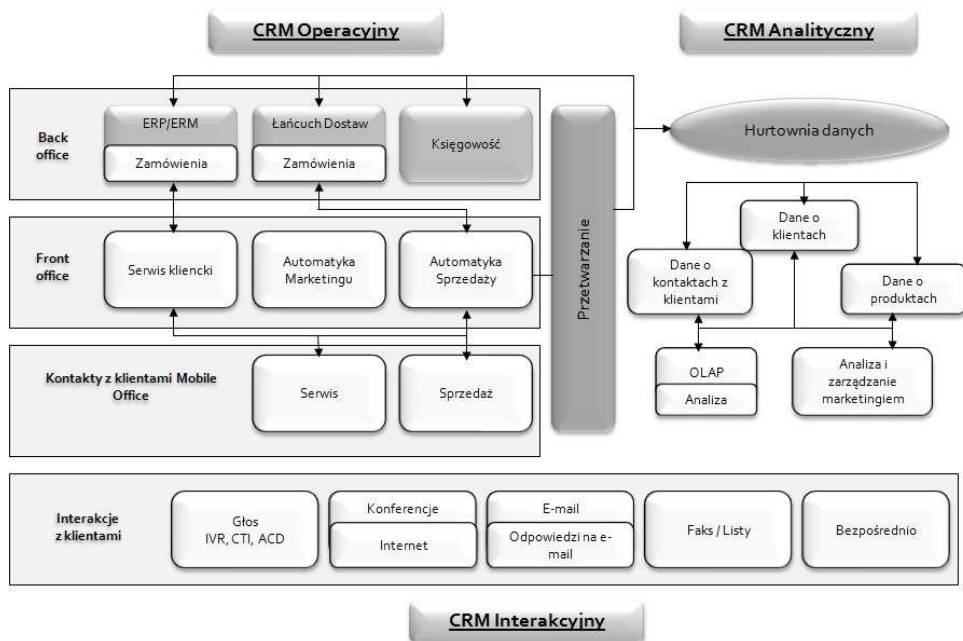 CRM Operacyjny
CRM Analityczny
Back
office
ERP/ERM
Zamówienia
Łańcuch Dostaw
Zamówienia
Księgowość
Przetwarzanie
Hurtownia danych
Front
office
Serwis kliencki
Automatyka
Marketingu
Automatyka
Sprzedaży
Dane o
klientach
Dane o
kontaktach z
klientami
Dane o
produktach
Kontakty z klientami Mobile
Office
Serwis
Sprzedaż
OLAP
Analiza
Analiza i
zarządzanie
marketingiem
Interakcje
z klientami
Głos
IVR, CTI, ACD
Konferencje
Internet
E-mail
Odpowiedzi na e-
mail
Faks / Listy
Bezpośrednio
CRM Interakcyjny